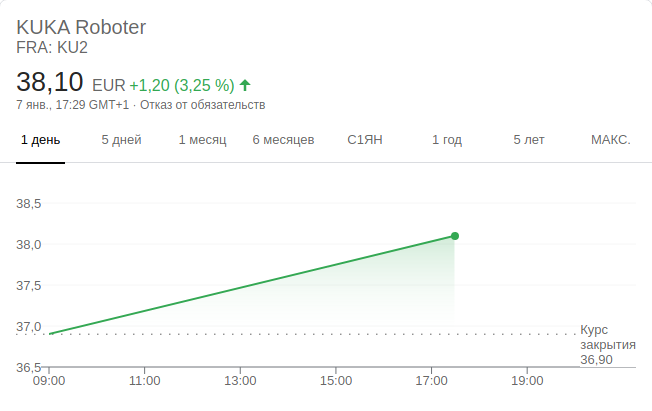 KUKA Roboter
FRA: KU2
38,10 EUR +1,20 (3,25 %)
7 янв., 17:29 GMT+1 · Отказ от обязательств
1 день 5 дней 1 месяц 6 месяцев С1ЯН 1 год 5 лет МАКС.
38,5
38,0
37,5
37,0
Курс
закрытия
36,90
36,5
09:00 11:00 13:00 15:00 17:00 19:00